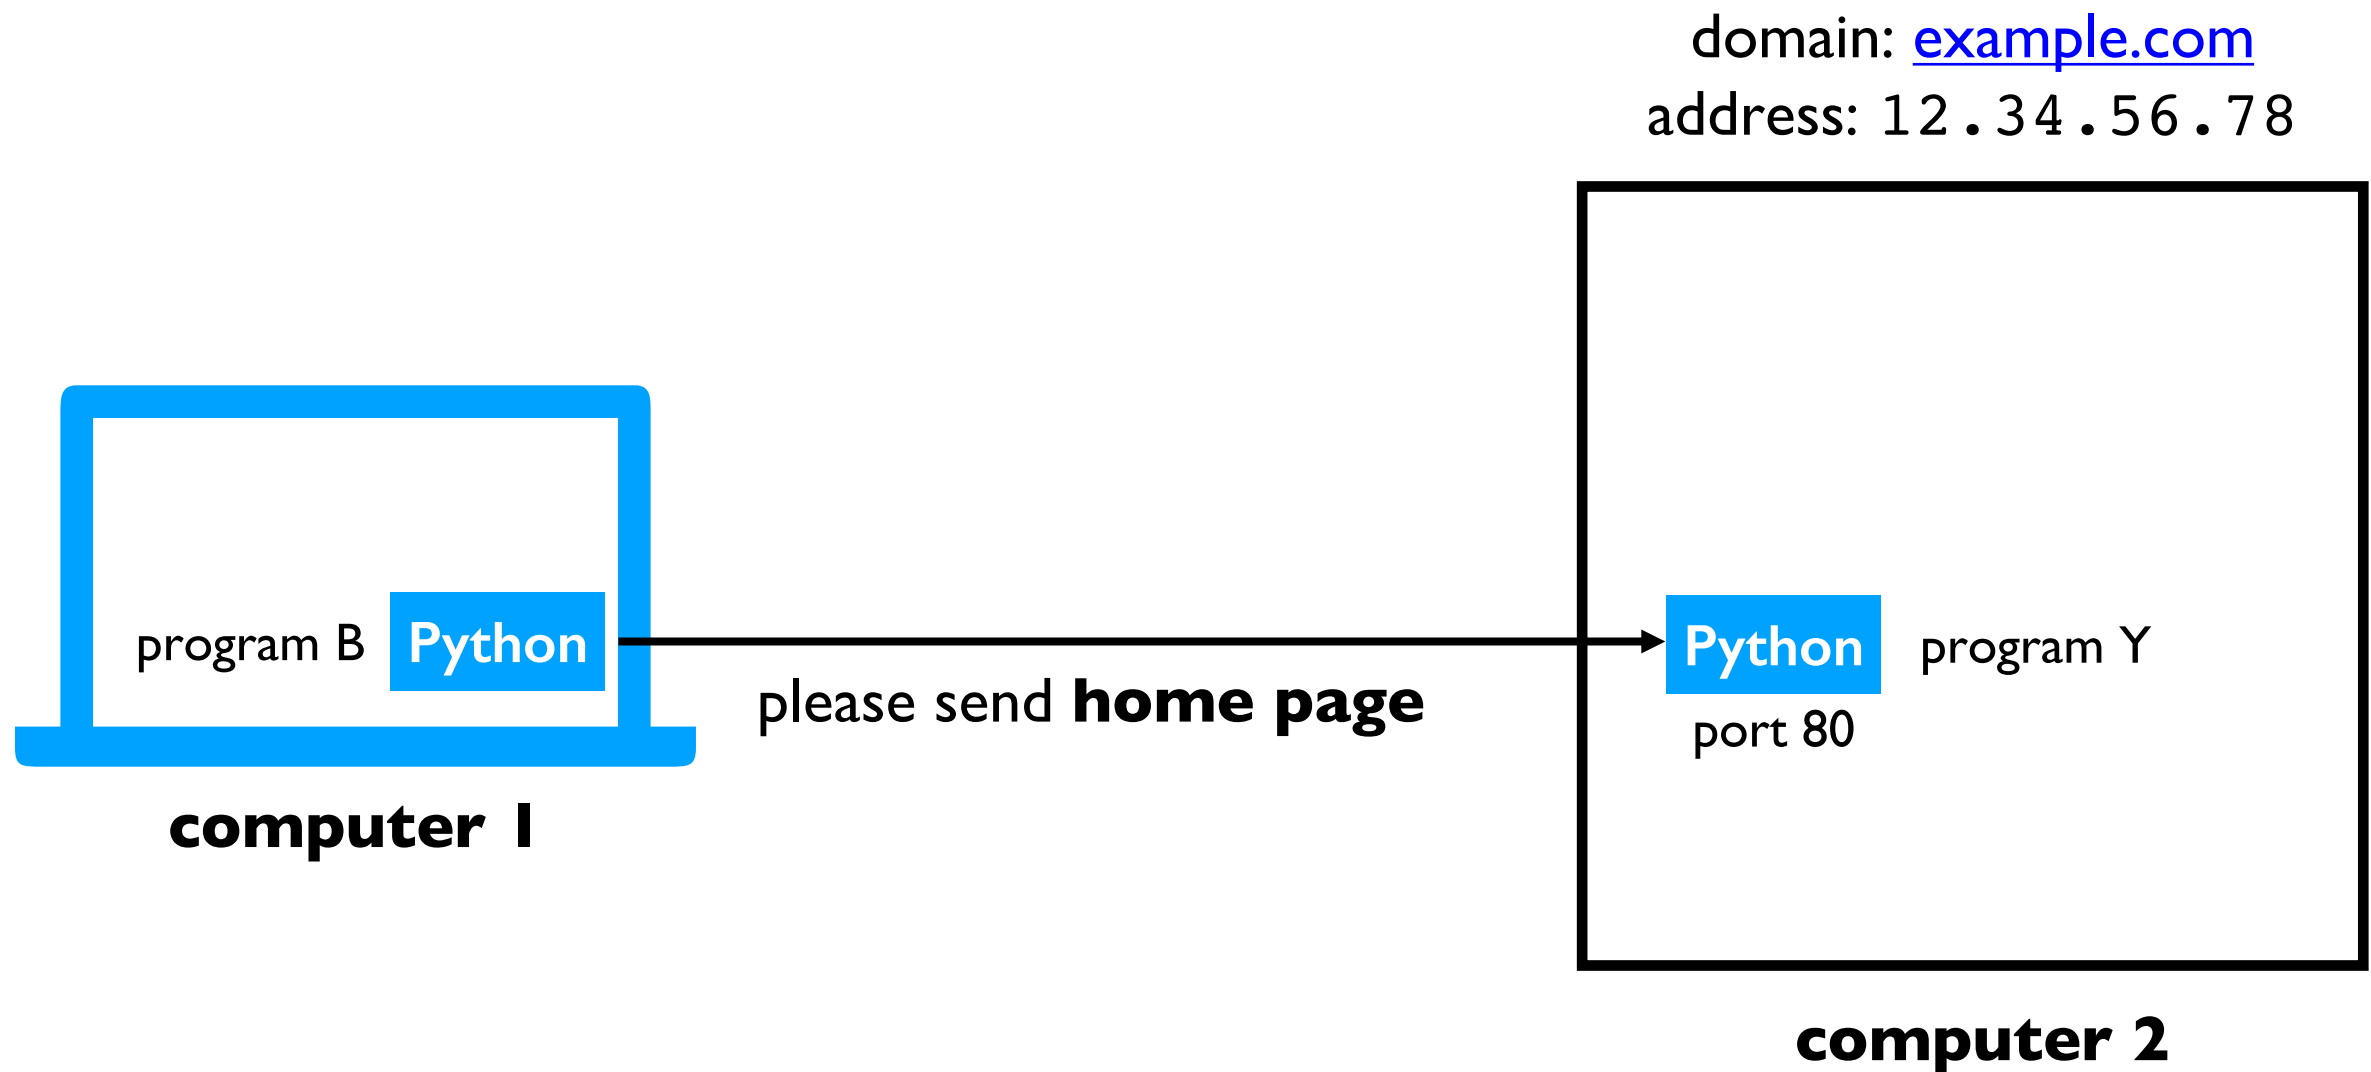 domain: example.com
address: 12.34.56.78
program B
Python
please send home page
Python
program Y
port 80
computer 1
computer 2